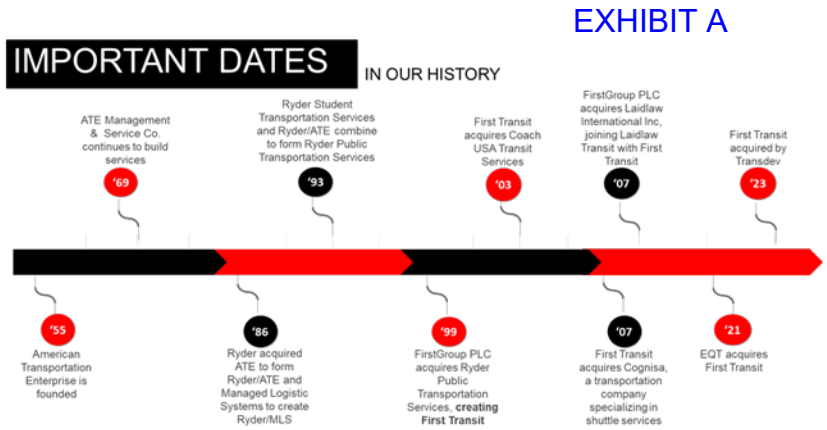 EXHIBIT A
IMPORTANT DATES
IN OUR HISTORY
ATE Management
& Service Co.
continues to build
services
'69
Ryder Student
Transportation Services
and Ryder/ATE combine
to form Ryder Public
Transportation Services
'93
First Transit
acquires Coach
USA Transit
Services
'03
FirstGroup PLC
acquires Laidlaw
International Inc,
joining Laidlaw
Transit with First
Transit
'07
First Transit
acquired by
Transdev
'23
'55
American
Transportation
Enterprise is
founded
'86
Ryder acquired
ATE to form
Ryder/ATE and
Managed Logistic
Systems to create
Ryder/MLS
'99
FirstGroup PLC
acquires Ryder
Public
Transportation
Services, creating
First Transit
'07
First Transit
acquires Cognisa,
a transportation
company
specializing in
shuttle services
'21
EQT acquires
First Transit